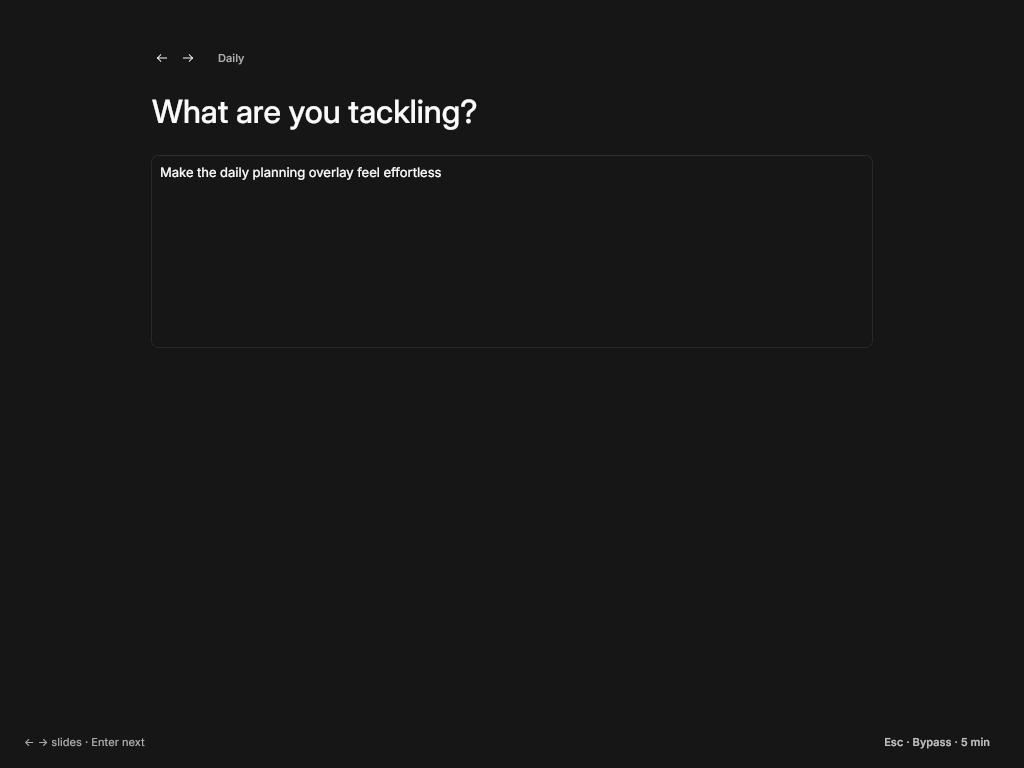 ← → Daily
What are you tackling?
Make the daily planning overlay feel effortless
← → slides · Enter next
Esc · Bypass · 5 min